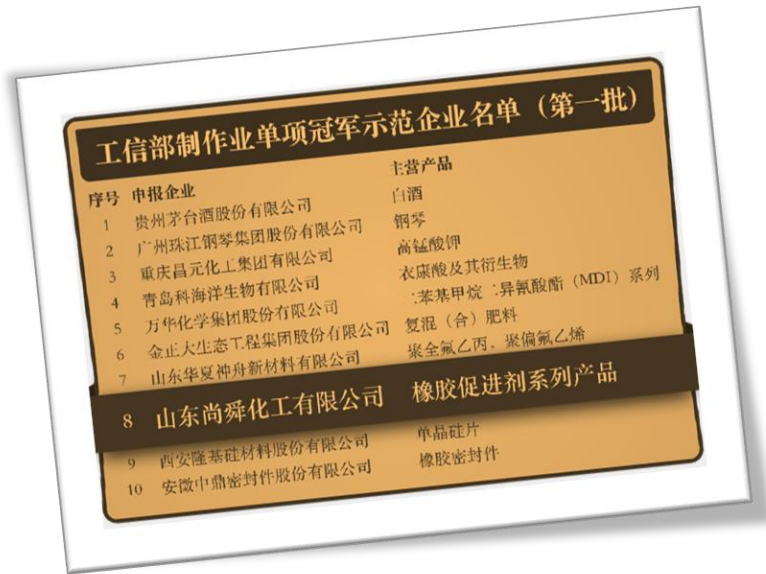 工信部制作业单项冠军示范企业名单（第一批）
序号 申报企业 主营产品
1 贵州茅台酒股份有限公司 白酒
2 广州珠江钢琴集团股份有限公司 钢琴
3 重庆昌元化工集团有限公司 高锰酸钾
4 青岛科海洋生物有限公司 衣康酸及其衍生物
5 万华化学集团股份有限公司 二苯基甲烷二异氰酸酯（MDI）系列
6 金正大生态工程集团股份有限公司 复混（合）肥料
7 山东华夏神舟新材料有限公司 聚全氟乙丙，聚偏氟乙烯
8 山东尚舜化工有限公司 橡胶促进剂系列产品
9 西安隆基硅材料股份有限公司 单晶硅片
10 安徽中鼎密封件股份有限公司 橡胶密封件